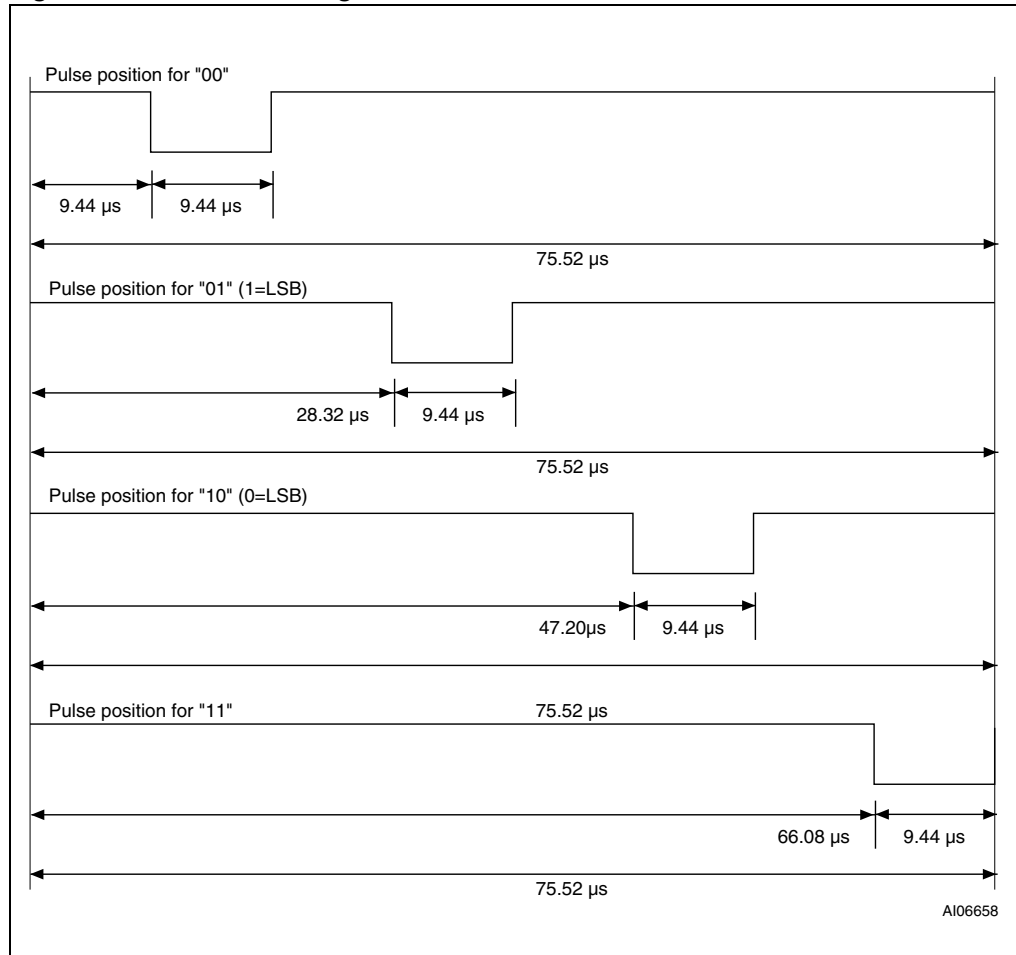 Pulse position for "00"
9.44 µs 9.44 µs
75.52 µs
Pulse position for "01" (1=LSB)
28.32 µs 9.44 µs
75.52 µs
Pulse position for "10" (0=LSB)
47.20µs 9.44 µs
Pulse position for "11" 75.52 µs
66.08 µs 9.44 µs
75.52 µs
AI06658